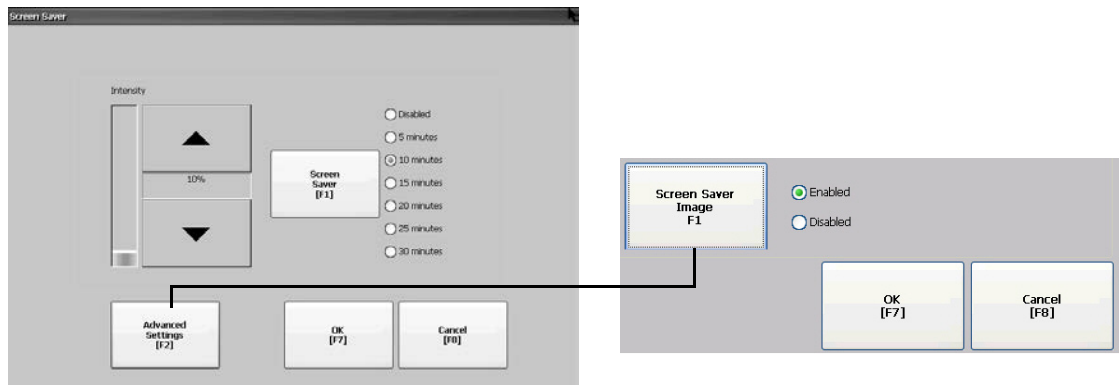 Screen Saver
Intensity
10%
Screen
Saver
[F1]
Disabled
5 minutes
10 minutes
15 minutes
20 minutes
25 minutes
30 minutes
Advanced
Settings
[F2]
OK
[F7]
Cancel
[F8]
Screen Saver
Image
F1
Enabled
Disabled
OK
[F7]
Cancel
[F8]